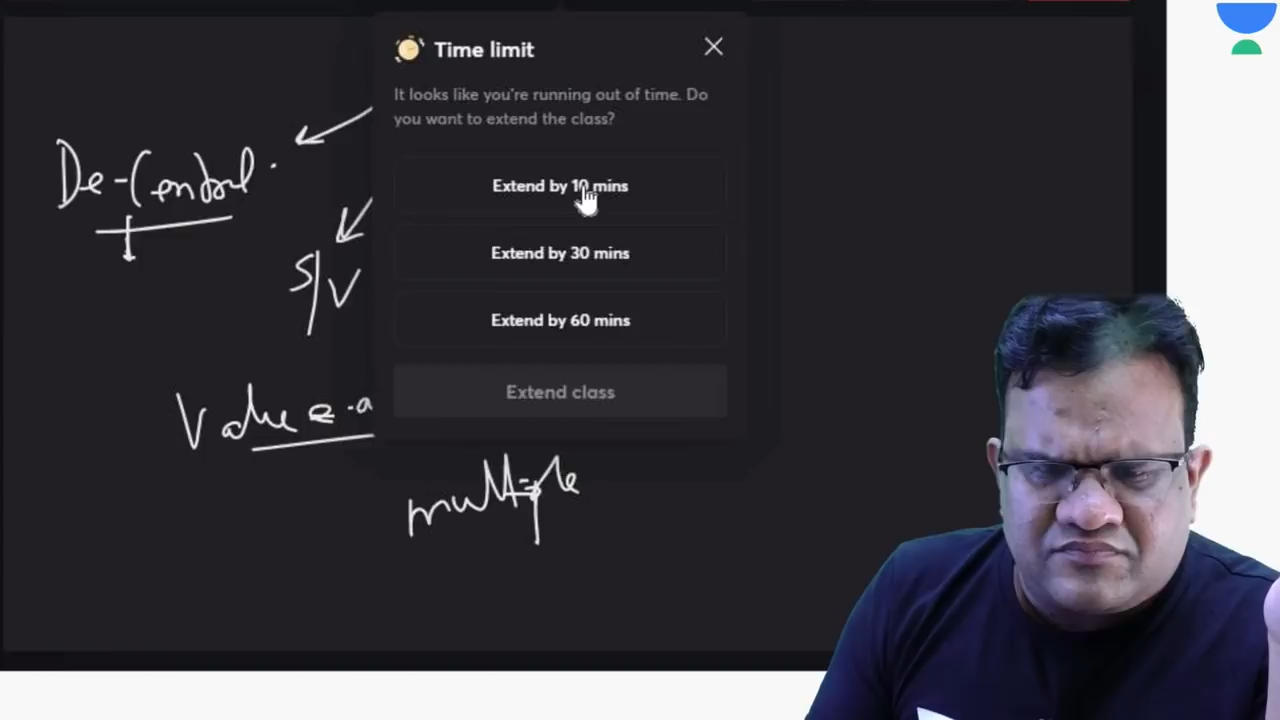 Time limit
It looks like you're running out of time. Do
you want to extend the class?
Extend by 10 mins
Extend by 30 mins
Extend by 60 mins
Extend class
De-Central.
S/V
Value
multiple